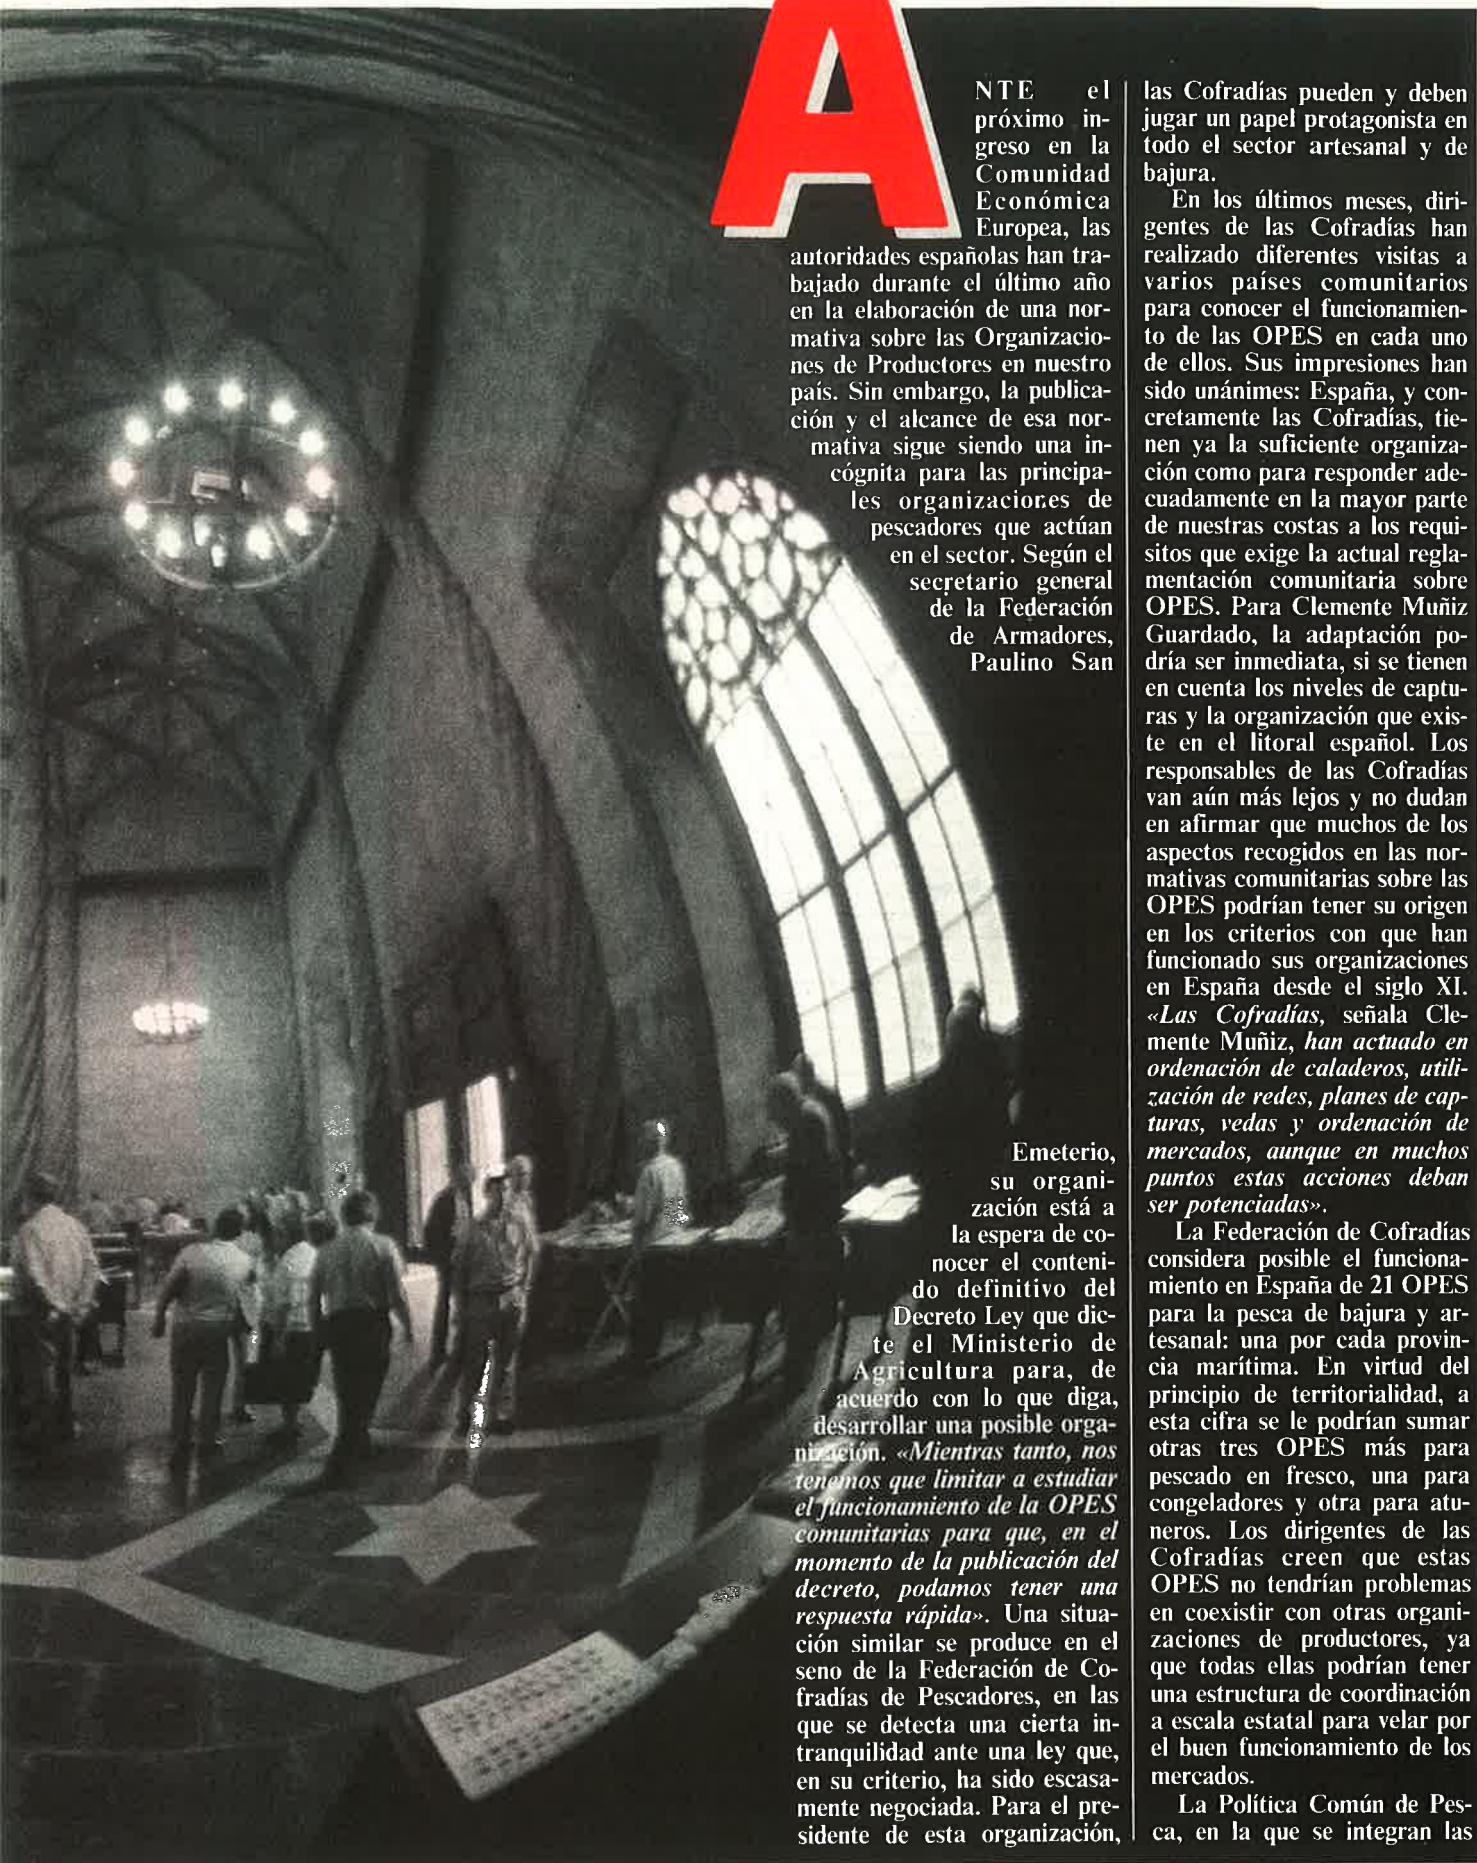 A
NTE el
próximo in-
greso en la
Comunidad
Económica
Europea, las
autoridades españolas han tra-
bajado durante el último año
en la elaboración de una nor-
mativa sobre las Organizacio-
nes de Productores en nuestro
país. Sin embargo, la publica-
ción y el alcance de esa nor-
mativa sigue siendo una in-
cógnita para las principa-
les organizaciones de
pescadores que actúan
en el sector. Según el
secretario general
de la Federación
de Armadores,
Paulino San
Emeterio,
su organi-
zación está a
la espera de co-
nocer el conteni-
do definitivo del
Decreto Ley que dic-
te el Ministerio de
Agricultura para, de
acuerdo con lo que diga,
desarrollar una posible orga-
nización. «Mientras tanto, nos
tenemos que limitar a estudiar
el funcionamiento de la OPES
comunitarias para que, en el
momento de la publicación del
decreto, podamos tener una
respuesta rápida». Una situa-
ción similar se produce en el
seno de la Federación de Co-
fradías de Pescadores, en las
que se detecta una cierta in-
tranquilidad ante una ley que,
en su criterio, ha sido escasa-
mente negociada. Para el pre-
sidente de esta organización,
las Cofradías pueden y deben
jugar un papel protagonista en
todo el sector artesanal y de
bajura.
En los últimos meses, diri-
gentes de las Cofradías han
realizado diferentes visitas a
varios países comunitarios
para conocer el funcionamien-
to de las OPES en cada uno
de ellos. Sus impresiones han
sido unánimes: España, y con-
cretamente las Cofradías, tie-
nen ya la suficiente organiza-
ción como para responder ade-
cuadamente en la mayor parte
de nuestras costas a los requi-
sitos que exige la actual regla-
mentación comunitaria sobre
OPES. Para Clemente Muñiz
Guardado, la adaptación po-
dría ser inmediata, si se tienen
en cuenta los niveles de captu-
ras y la organización que exis-
te en el litoral español. Los
responsables de las Cofradías
van aún más lejos y no dudan
en afirmar que muchos de los
aspectos recogidos en las nor-
mativas comunitarias sobre las
OPES podrían tener su origen
en los criterios con que han
funcionado sus organizaciones
en España desde el siglo XI.
«Las Cofradías, señala Cle-
mente Muñiz, han actuado en
ordenación de caladeros, utili-
zación de redes, planes de cap-
turas, vedas y ordenación de
mercados, aunque en muchos
puntos estas acciones deban
ser potenciadas».
La Federación de Cofradías
considera posible el funciona-
miento en España de 21 OPES
para la pesca de bajura y ar-
tesanal: una por cada provin-
cia marítima. En virtud del
principio de territorialidad, a
esta cifra se le podrían sumar
otras tres OPES más para
pescado en fresco, una para
congeladores y otra para atu-
neros. Los dirigentes de las
Cofradías creen que estas
OPES no tendrían problemas
en coexistir con otras organi-
zaciones de productores, ya
que todas ellas podrían tener
una estructura de coordinación
a escala estatal para velar por
el buen funcionamiento de los
mercados.
La Política Común de Pes-
ca, en la que se integran las